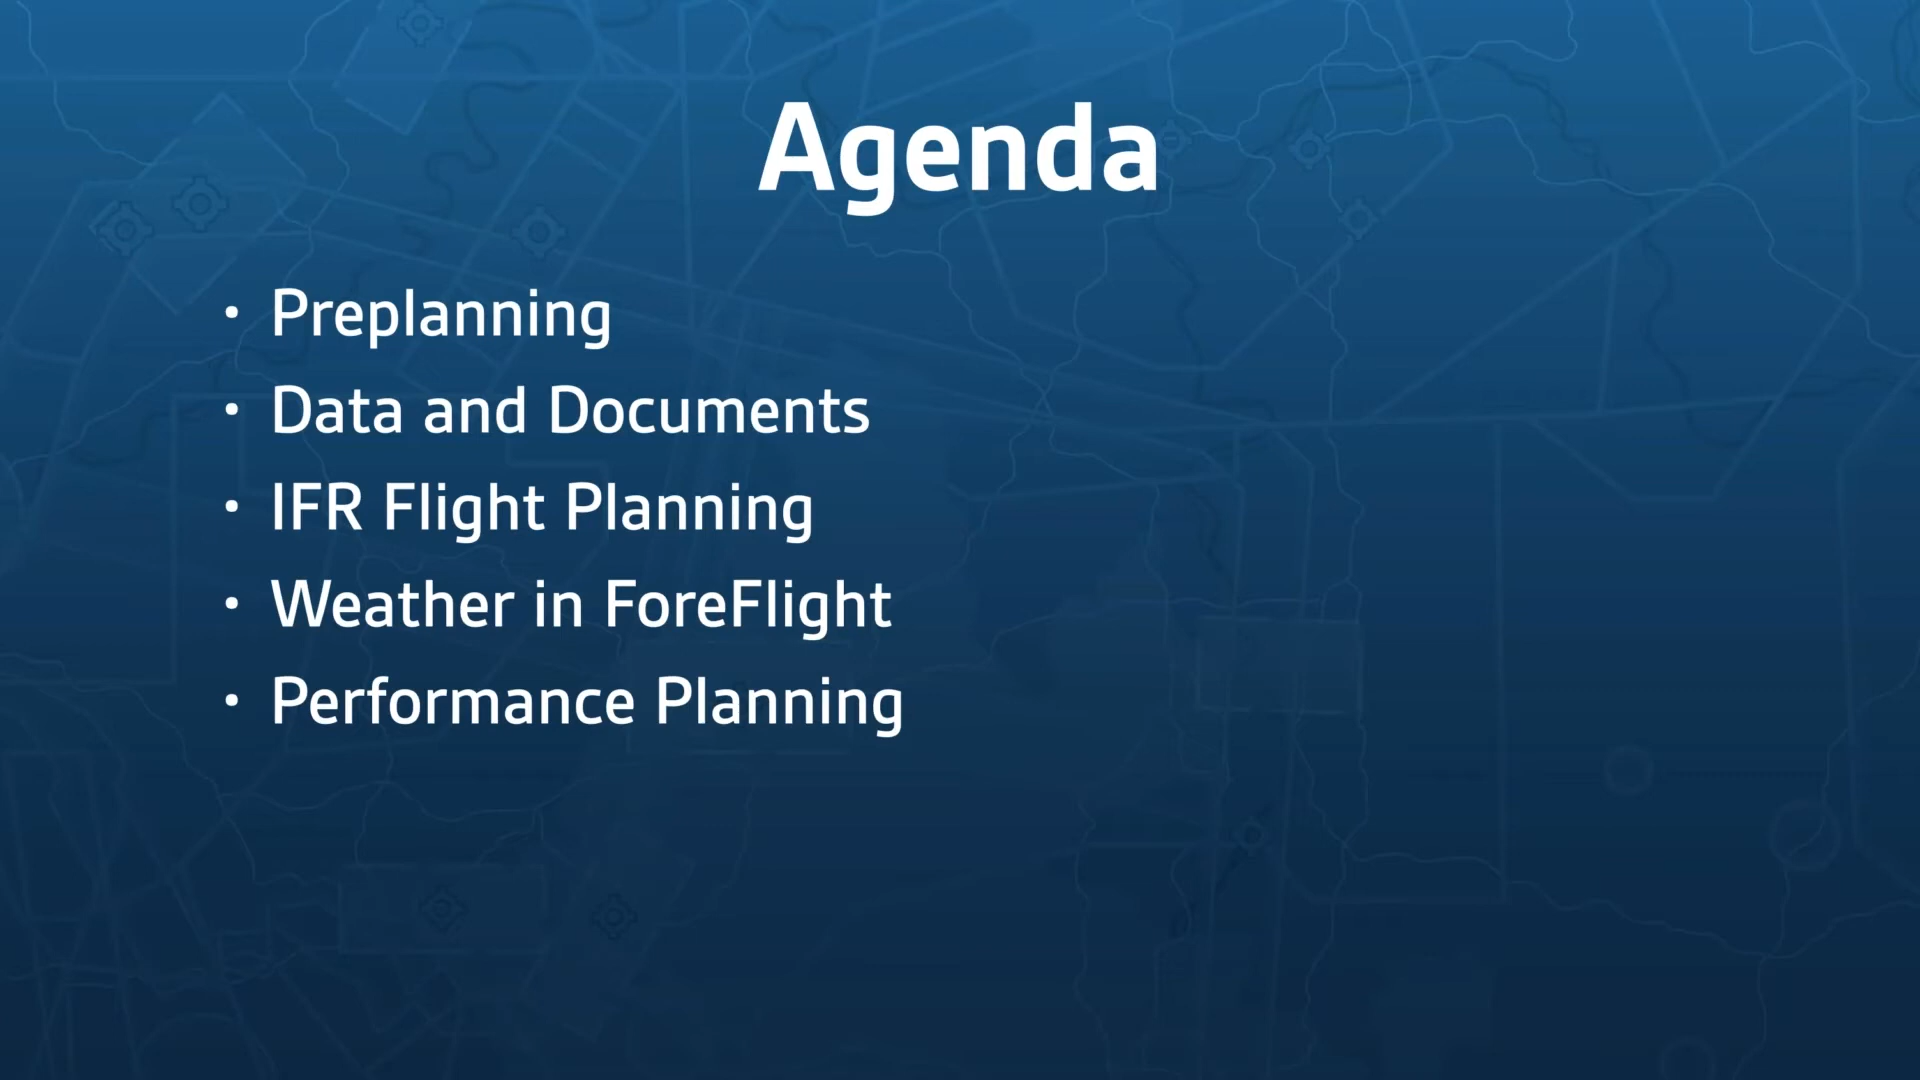 Agenda
• Preplanning
• Data and Documents
• IFR Flight Planning
• Weather in ForeFlight
• Performance Planning